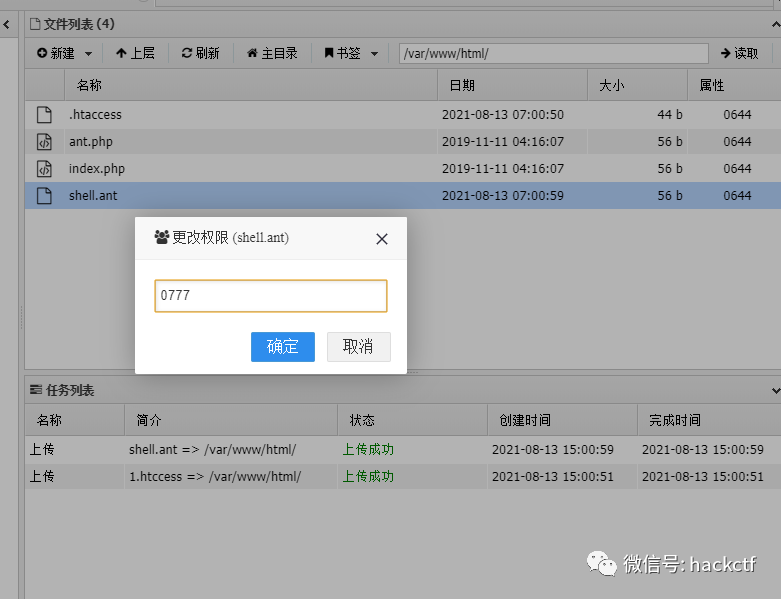 文件列表 (4)
新建 上层 刷新 主目录 书签 /var/www/html/ 读取
名称 日期 大小 属性
.htaccess 2021-08-13 07:00:50 44 b 0644
ant.php 2019-11-11 04:16:07 56 b 0644
index.php 2019-11-11 04:16:07 56 b 0644
shell.ant 2021-08-13 07:00:59 56 b 0644
更改权限 (shell.ant)
0777
确定 取消
任务列表
名称 简介 状态 创建时间 完成时间
上传 shell.ant => /var/www/html/ 上传成功 2021-08-13 15:00:59 2021-08-13 15:00:59
上传 1.htccess => /var/www/html/ 上传成功 2021-08-13 15:00:51 2021-08-13 15:00:51
微信号: hackctf